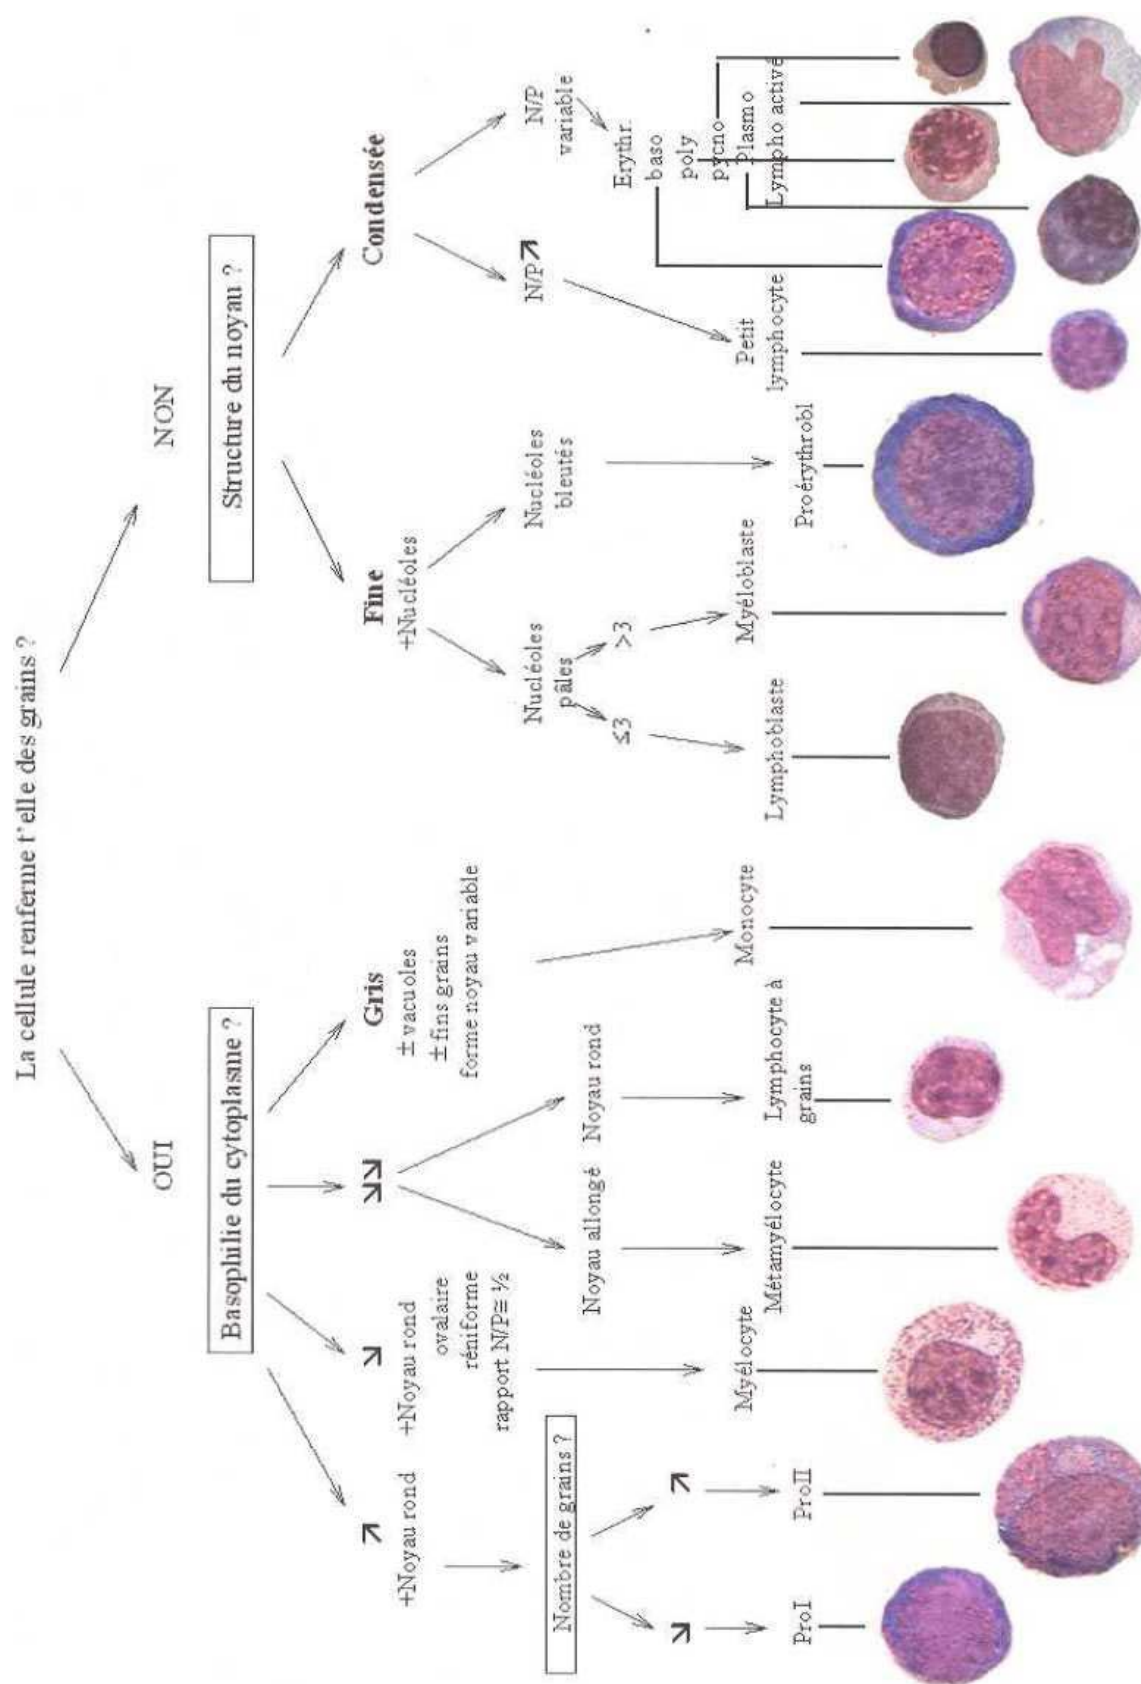 La cellule renferme t'elle des grains ?
OUI
NON
Basophilie du cytoplasme ?
Structure du noyau ?
↗
+Noyau rond
↘
+Noyau rond
ovalaire
réniforme
rapport N/P≅ ½
↘↘
Gris
±vacuoles
±fins grains
forme noyau variable
Fine
+Nucléoles
Condensée
Nombre de grains ?
Noyau allongé
Noyau rond
Nucléoles
pâles
Nucléoles
bleutés
N/P↗
N/P
variable
↘
↗
≤3
>3
Erythr.
baso
poly
pycno
Plasmo
Lympho activé
ProI
ProII
Myélocyte
Métamyélocyte
Lymphocyte à
grains
Monocyte
Lymphoblaste
Myéloblaste
Proérythrobl
Petit
lymphocyte